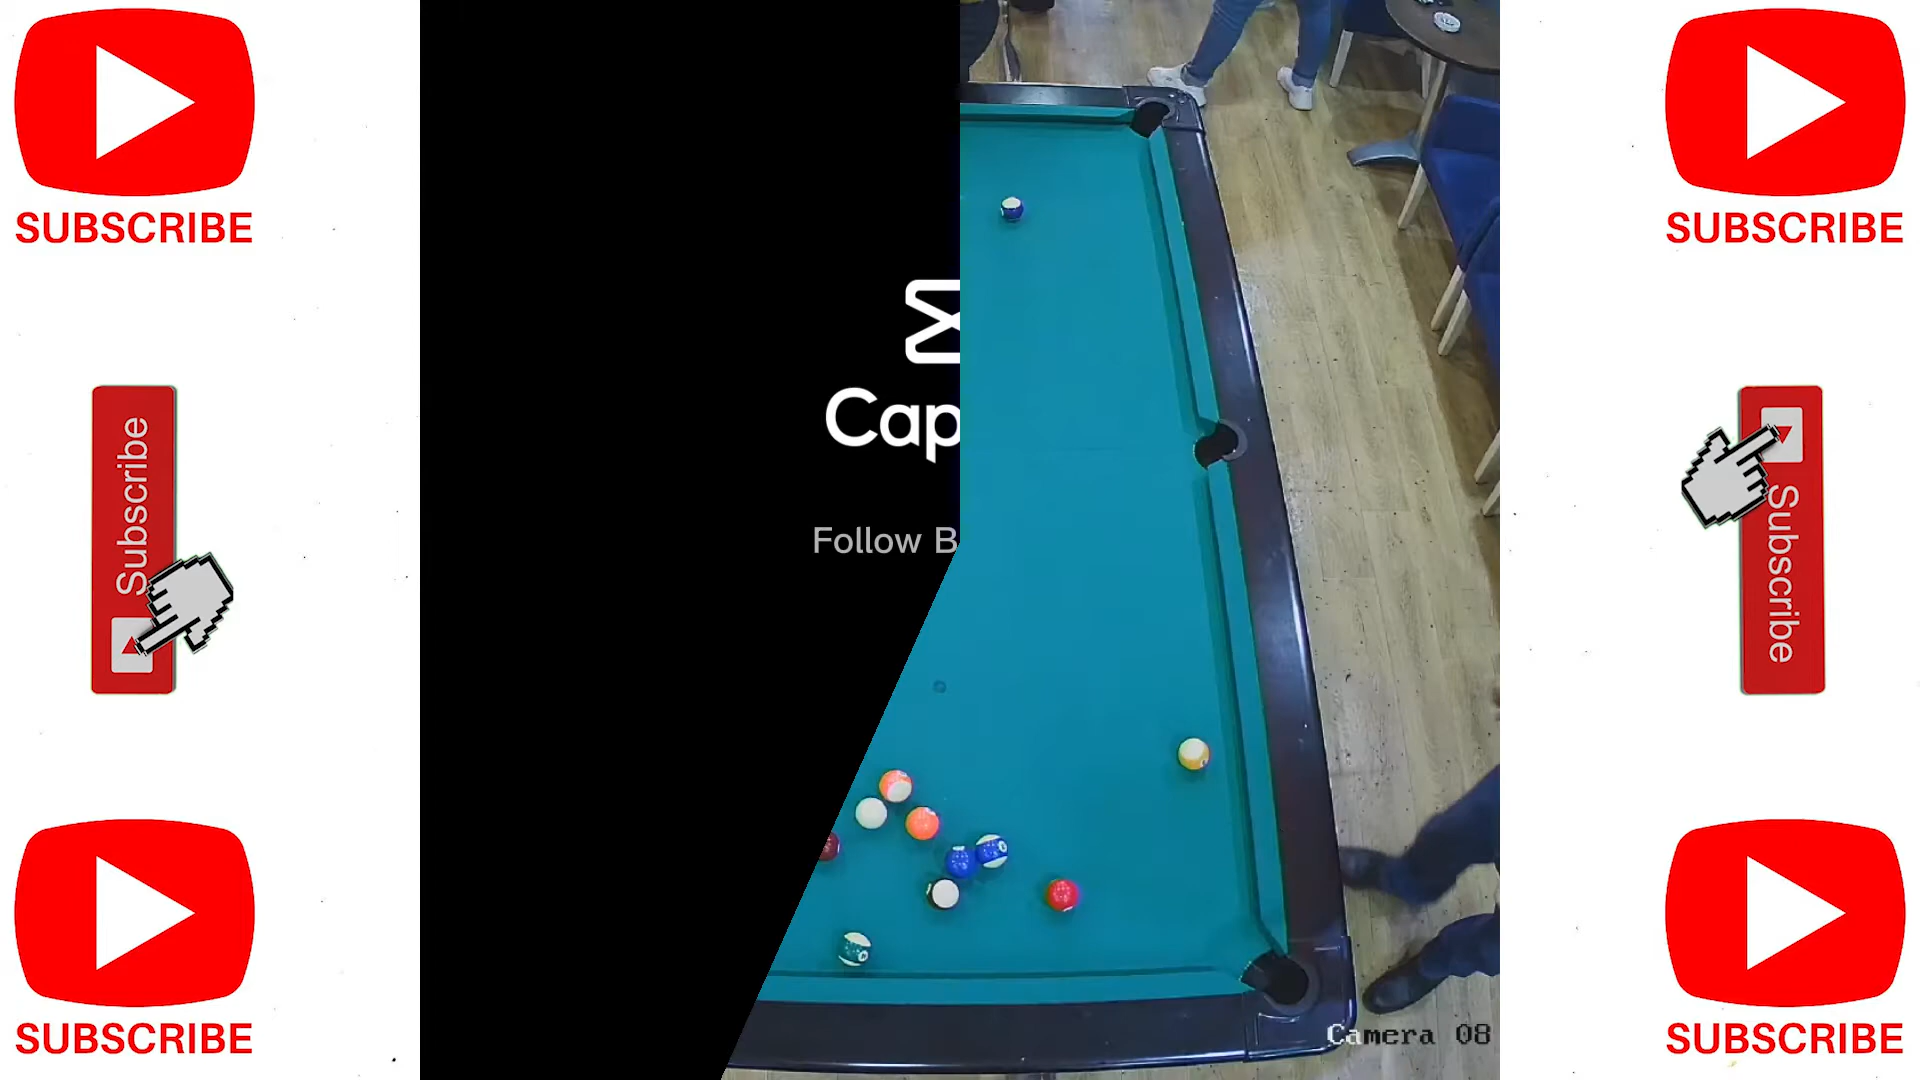 SUBSCRIBE
SUBSCRIBE
Cap
Follow B
Subscribe
Subscribe
SUBSCRIBE
SUBSCRIBE
Camera 08